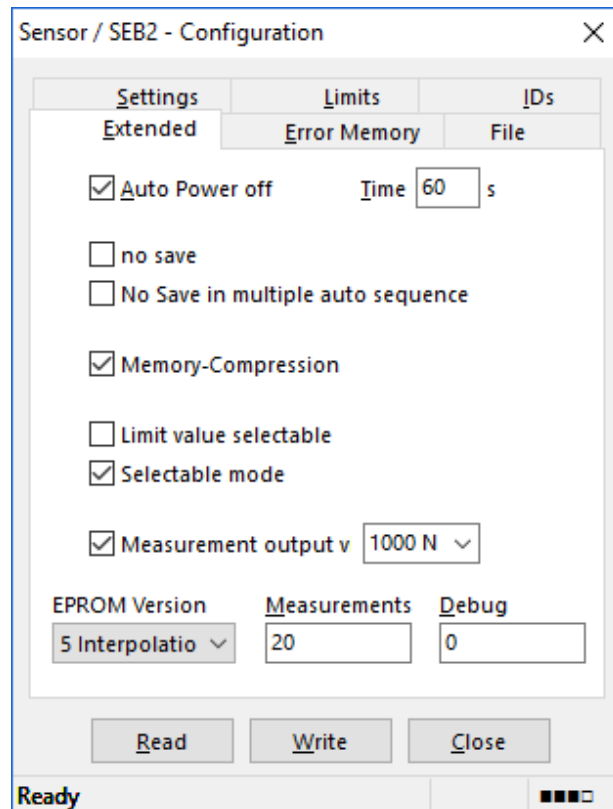 Sensor / SEB2 - Configuration
Settings Limits IDs
Extended Error Memory File
Auto Power off Time 60 s
no save
No Save in multiple auto sequence
Memory-Compression
Limit value selectable
Selectable mode
Measurement output v 1000 N
EPROM Version Measurements Debug
5 Interpolatio 20 0
Read Write Close
Ready